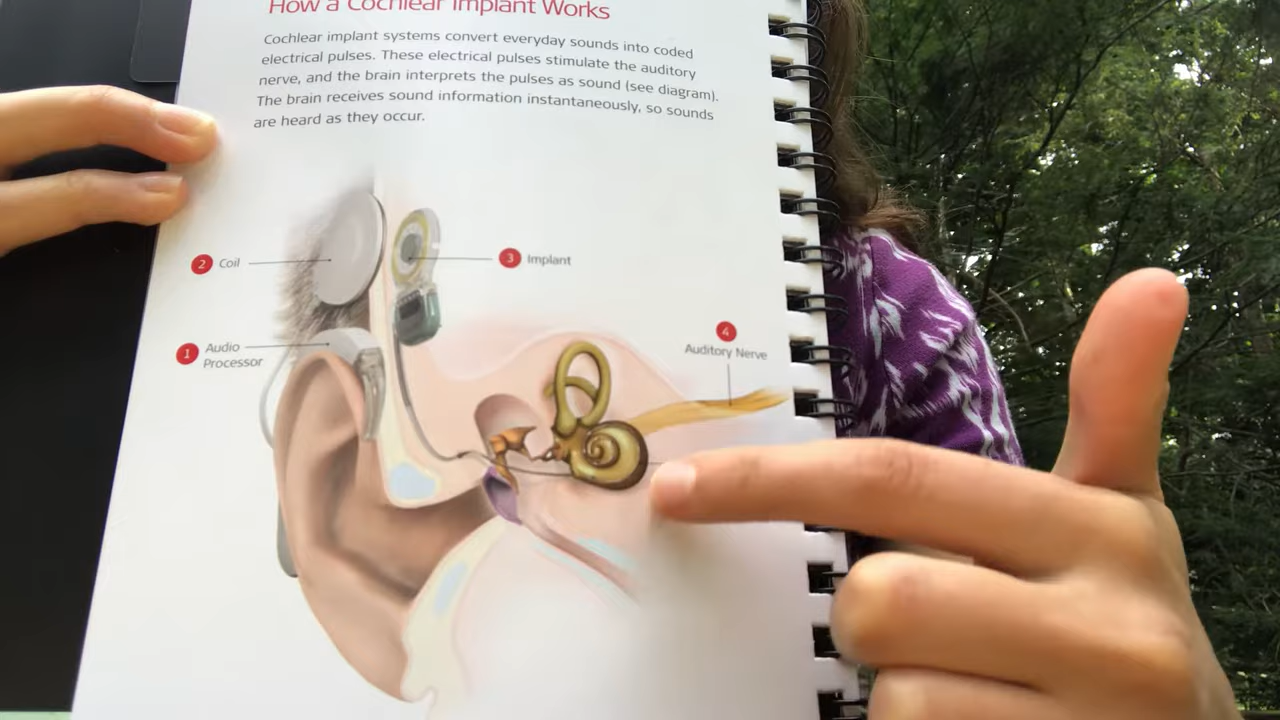 How a Cochlear Implant Works
Cochlear implant systems convert everyday sounds into coded
electrical pulses. These electrical pulses stimulate the auditory
nerve, and the brain interprets the pulses as sound (see diagram).
The brain receives sound information instantaneously, so sounds
are heard as they occur.
2 Coil
3 Implant
1 Audio
Processor
4
Auditory Nerve